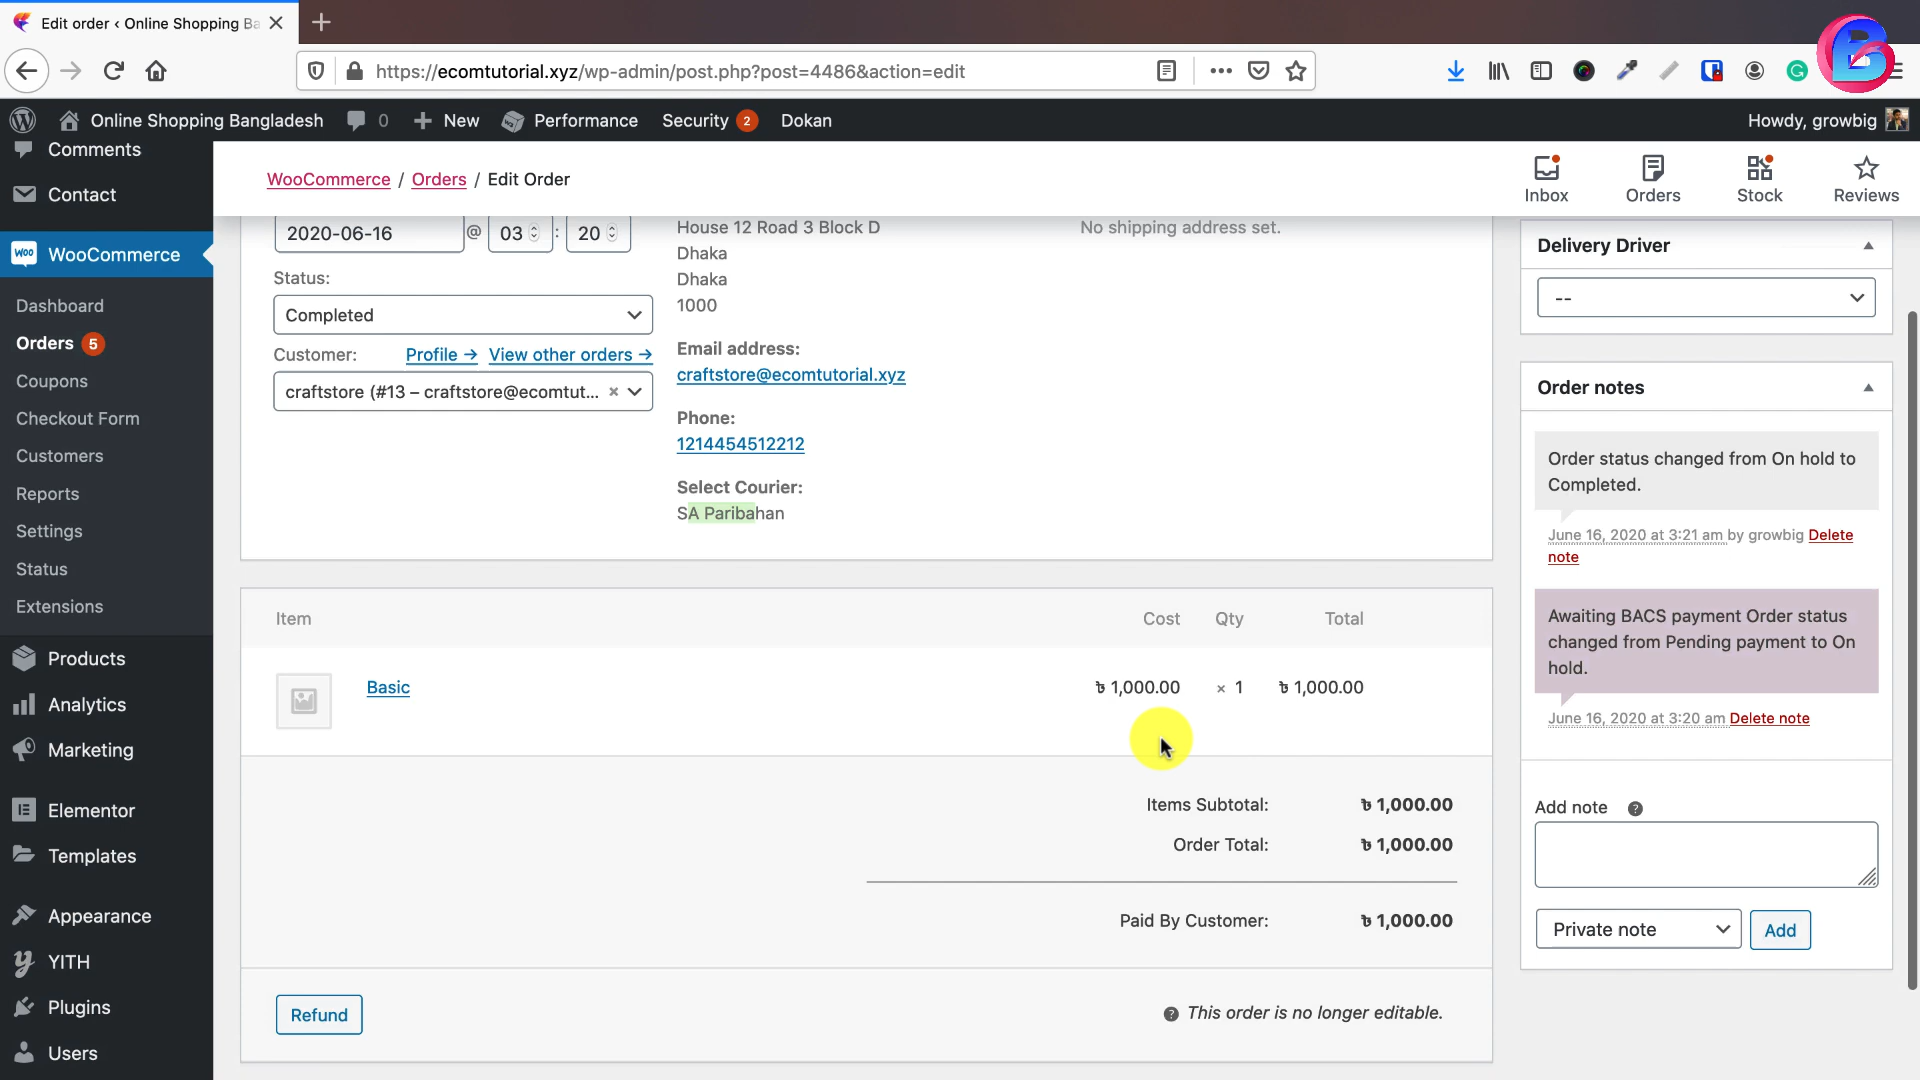 Edit order ‹ Online Shopping Ba
https://ecomtutorial.xyz/wp-admin/post.php?post=4486&action=edit
Online Shopping Bangladesh 0 New Performance Security 2 Dokan Howdy, growbig
Comments
Contact
WooCommerce
Dashboard
Orders 5
Coupons
Checkout Form
Customers
Reports
Settings
Status
Extensions
Products
Analytics
Marketing
Elementor
Templates
Appearance
YITH
Plugins
Users
WooCommerce / Orders / Edit Order
Inbox Orders Stock Reviews
2020-06-16 @ 03 : 20
Status:
Completed
Customer: Profile → View other orders →
craftstore (#13 – craftstore@ecomtut... ×
House 12 Road 3 Block D
Dhaka
Dhaka
1000
Email address:
craftstore@ecomtutorial.xyz
Phone:
1214454512212
Select Courier:
SA Paribahan
No shipping address set.
Item Cost Qty Total
Basic ৳ 1,000.00 × 1 ৳ 1,000.00
Items Subtotal: ৳ 1,000.00
Order Total: ৳ 1,000.00
Paid By Customer: ৳ 1,000.00
Refund This order is no longer editable.
Delivery Driver
--
Order notes
Order status changed from On hold to
Completed.
June 16, 2020 at 3:21 am by growbig Delete
note
Awaiting BACS payment Order status
changed from Pending payment to On
hold.
June 16, 2020 at 3:20 am Delete note
Add note
Private note Add